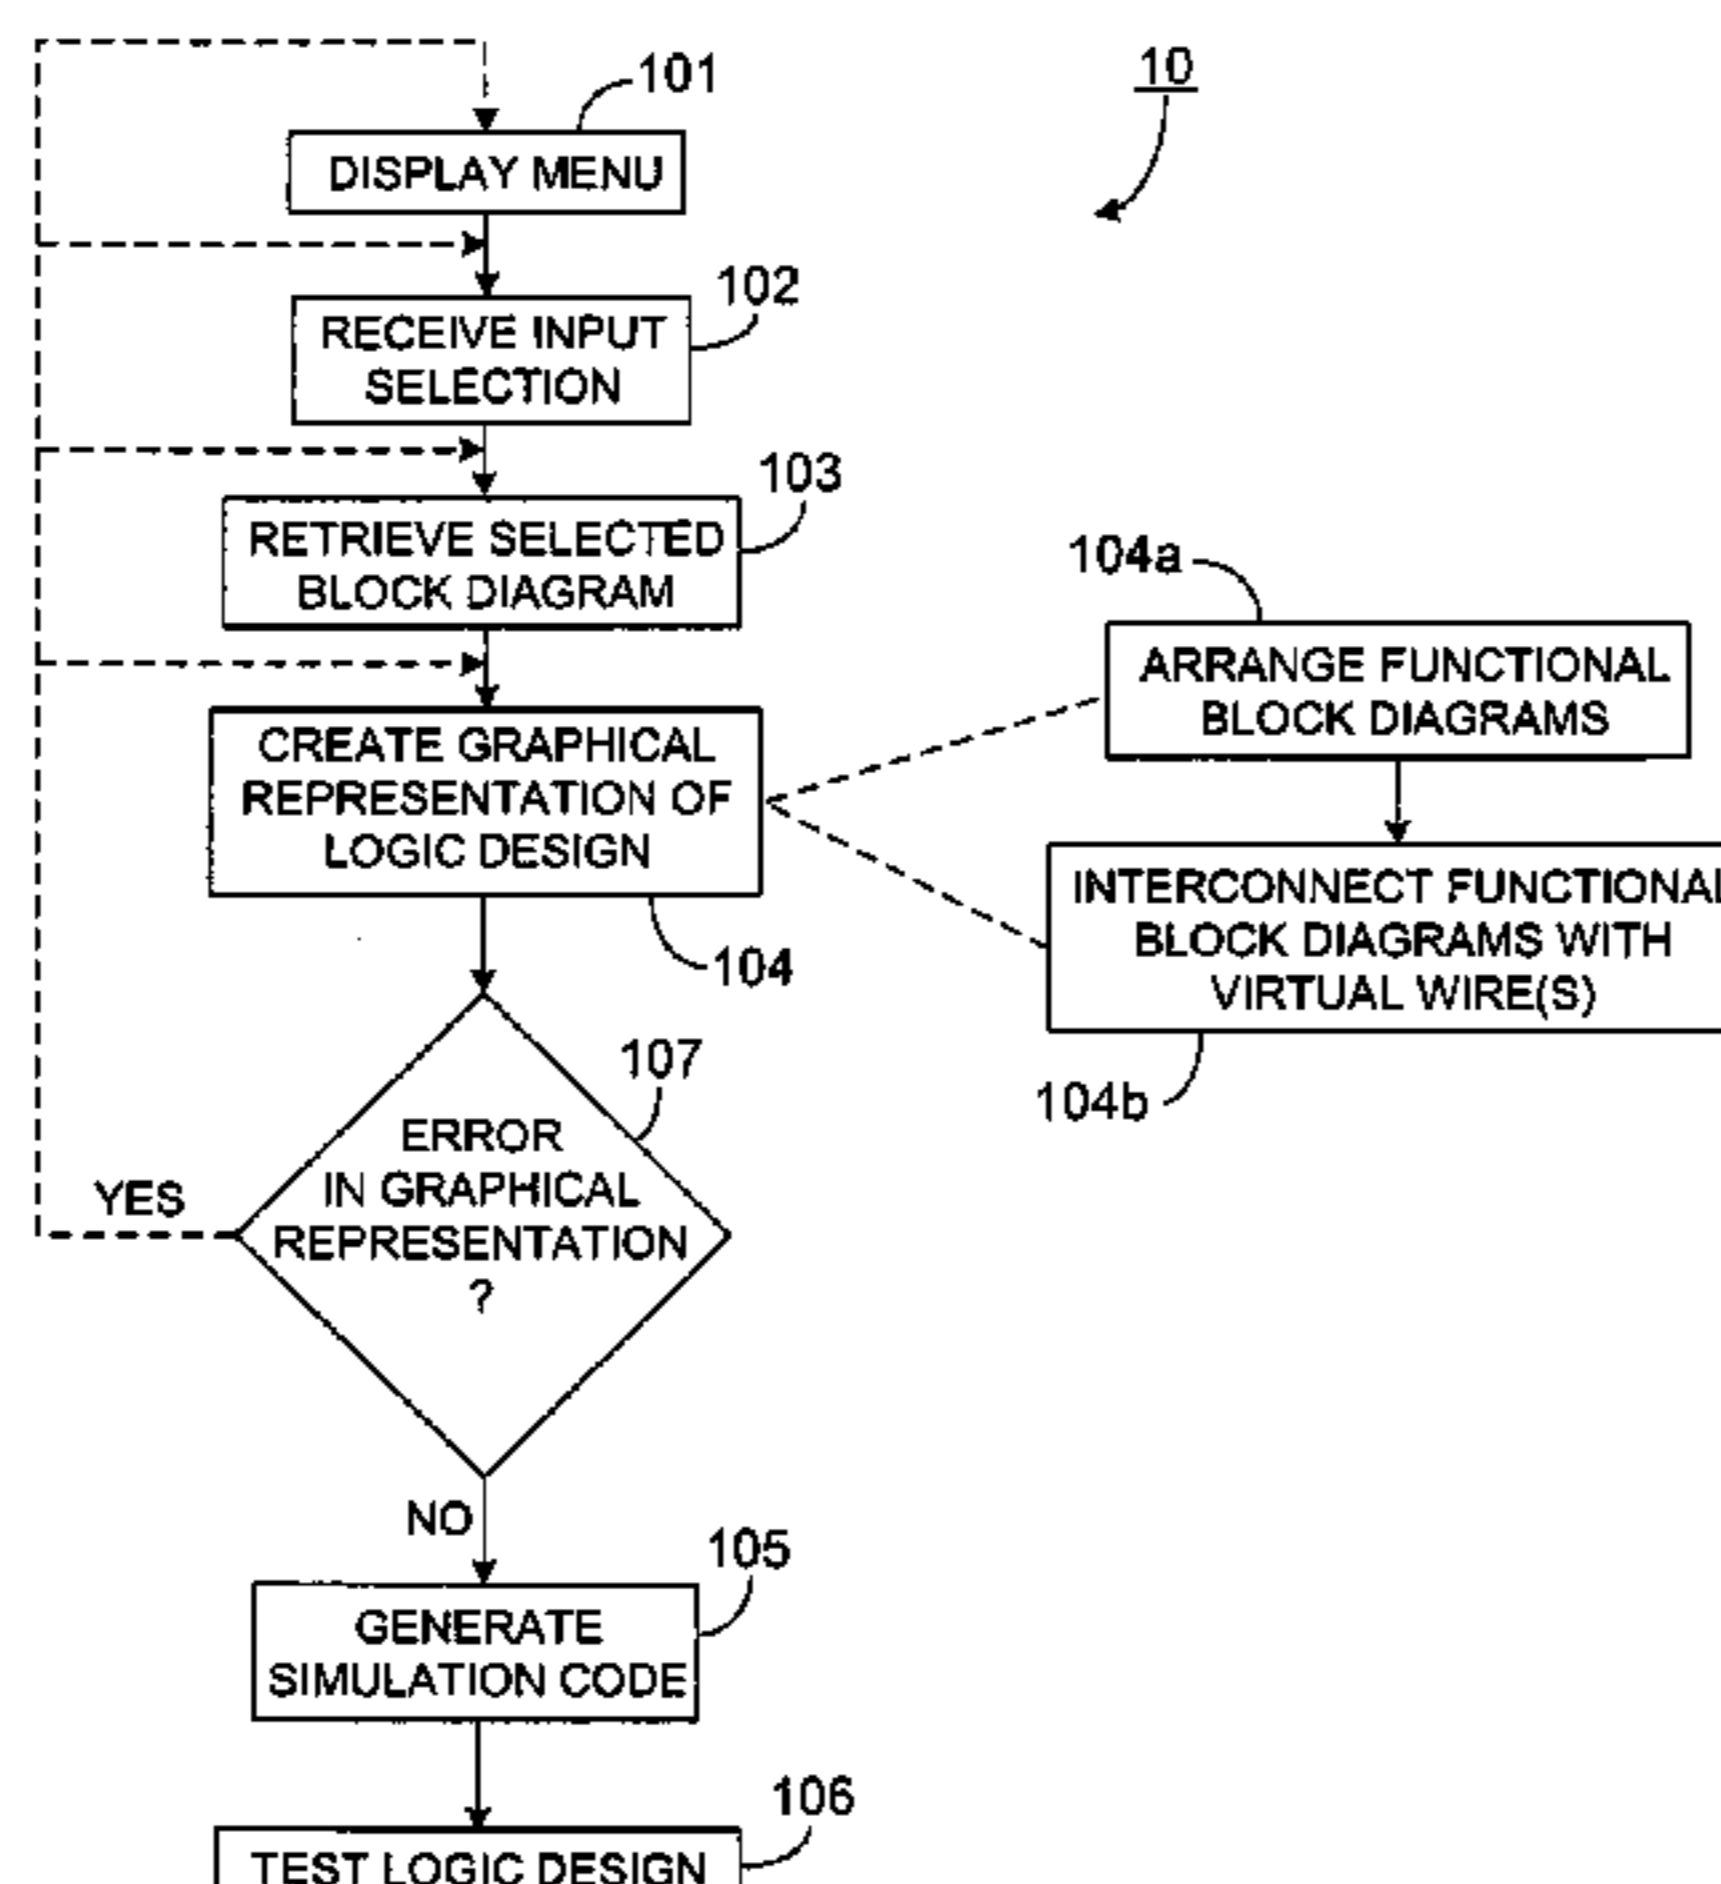 10
101
DISPLAY MENU
102
RECEIVE INPUT
SELECTION
103
RETRIEVE SELECTED
BLOCK DIAGRAM
104a
ARRANGE FUNCTIONAL
BLOCK DIAGRAMS
CREATE GRAPHICAL
REPRESENTATION OF
LOGIC DESIGN
104
INTERCONNECT FUNCTIONAL
BLOCK DIAGRAMS WITH
VIRTUAL WIRE(S)
104b
107
ERROR
IN GRAPHICAL
REPRESENTATION
?
YES
NO
105
GENERATE
SIMULATION CODE
106
TEST LOGIC DESIGN